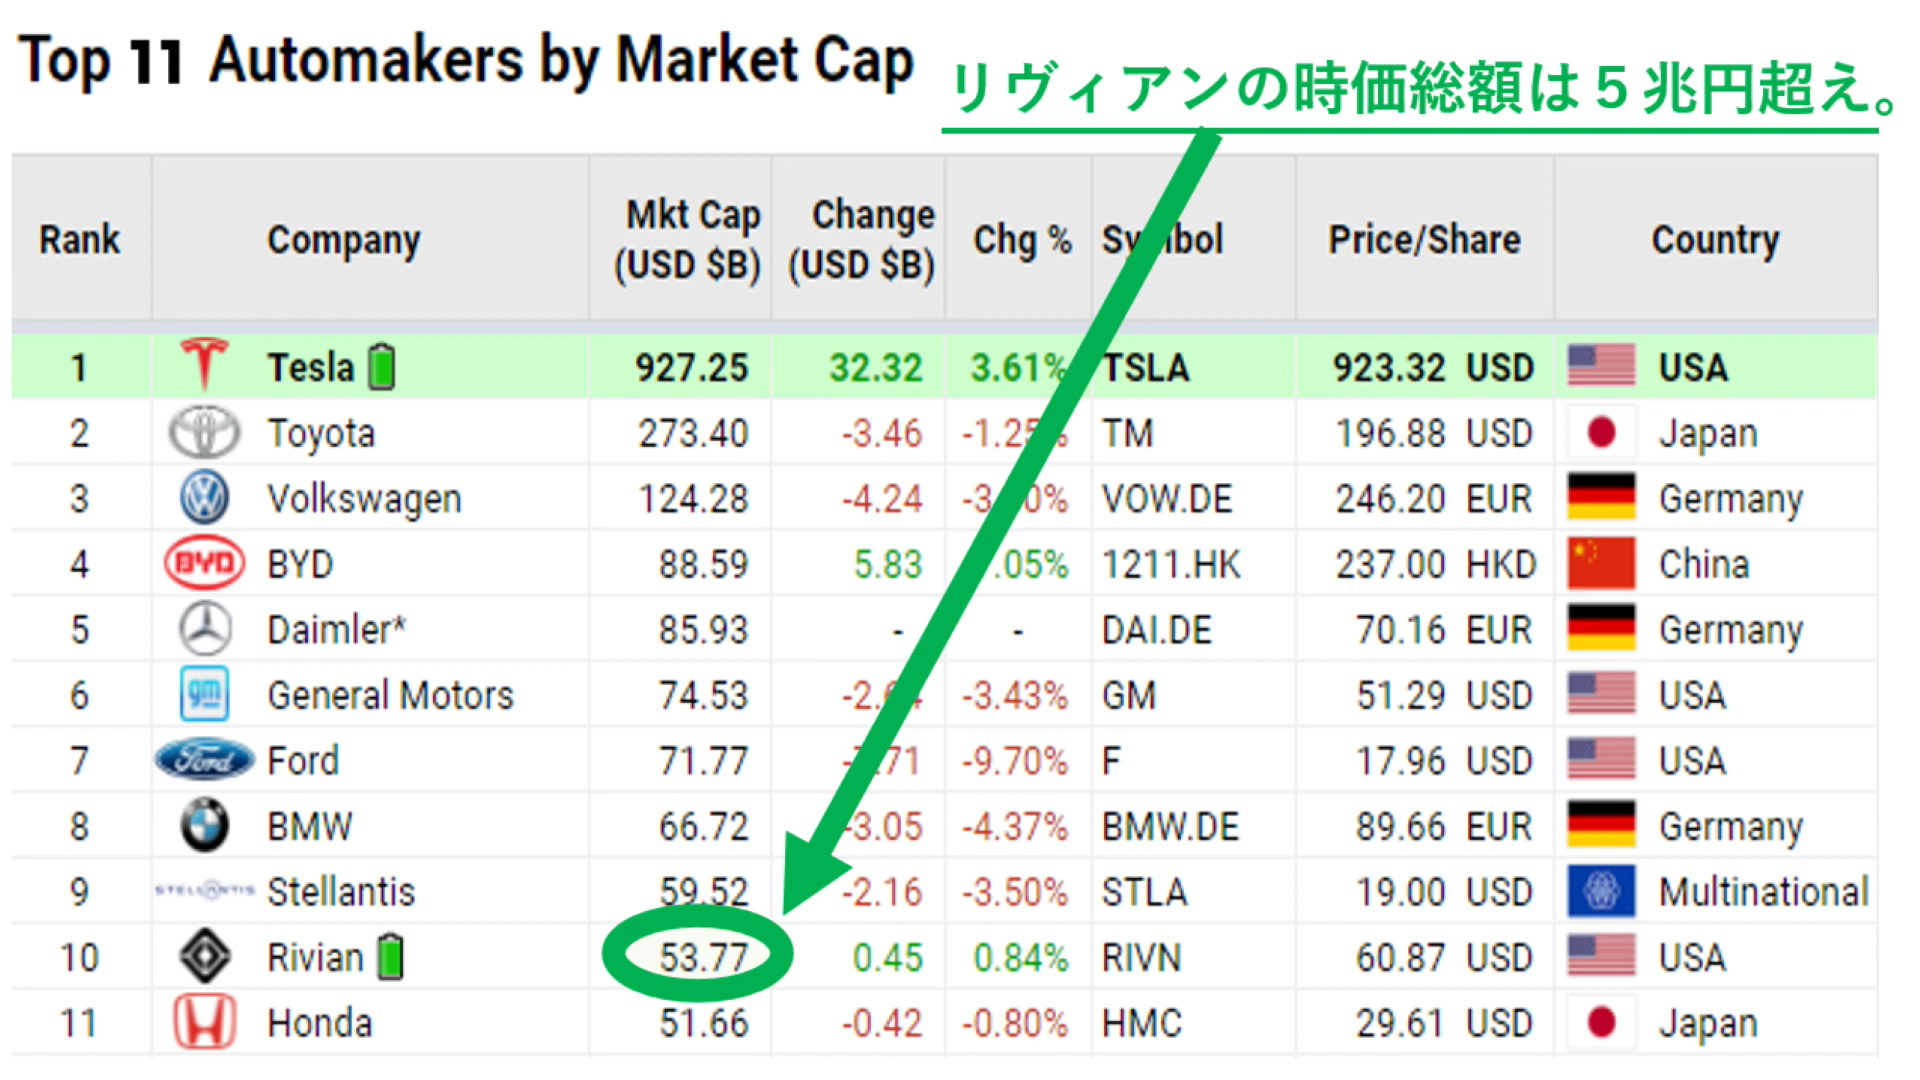 Top 11 Automakers by Market Cap
リヴィアンの時価総額は５兆円超え。
Rank Company Mkt Cap (USD $B) Change (USD $B) Chg % Price/Share Country
1 Tesla 927.25 32.32 3.61% TSLA 923.32 USD USA
2 Toyota 273.40 -3.46 TM 196.88 USD Japan
3 Volkswagen 124.28 -4.24 VOW.DE 246.20 EUR Germany
4 BYD BYD 88.59 5.83 .05% 1211.HK 237.00 HKD China
5 Daimler* 85.93 - - DAI.DE 70.16 EUR Germany
6 gm General Motors 74.53 -3.43% GM 51.29 USD USA
7 Ford Ford 71.77 -9.70% F 17.96 USD USA
8 BMW 66.72 -3.05 -4.37% BMW.DE 89.66 EUR Germany
9 STELLANTIS Stellantis 59.52 -2.16 -3.50% STLA 19.00 USD Multinational
10 Rivian 53.77 0.45 0.84% RIVN 60.87 USD USA
11 Honda 51.66 -0.42 -0.80% HMC 29.61 USD Japan